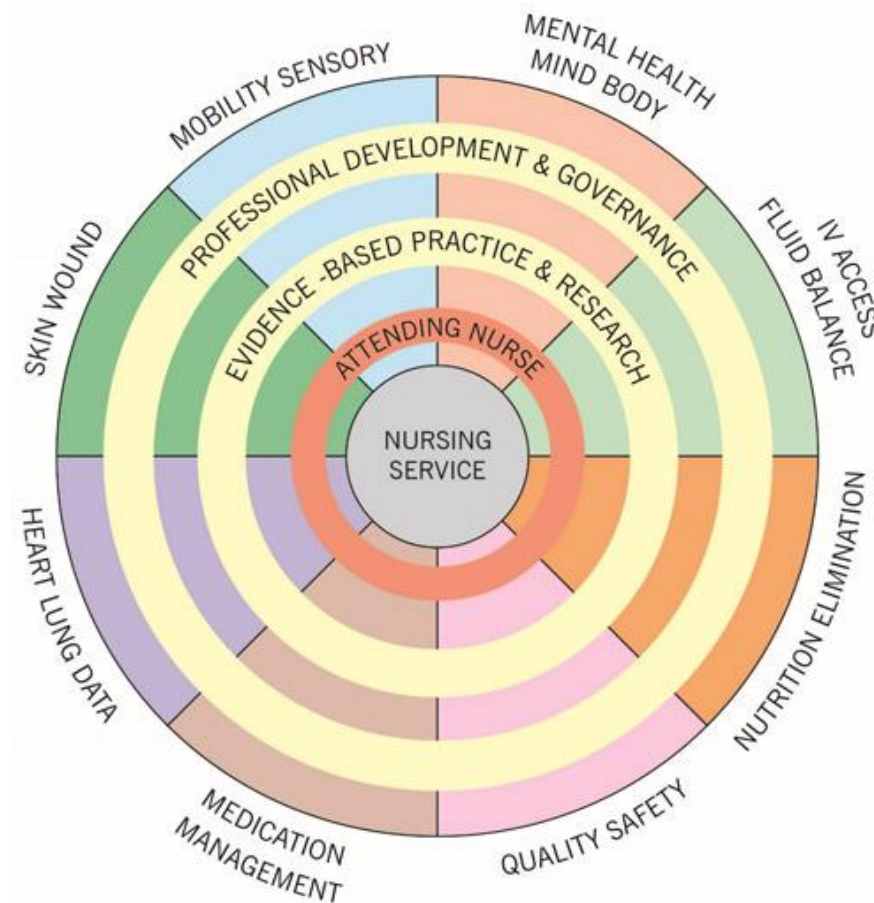 MOBILITY SENSORY
MENTAL HEALTH
MIND BODY
IV ACCESS
FLUID BALANCE
NUTRITION ELIMINATION
QUALITY SAFETY
MEDICATION
MANAGEMENT
HEART LUNG DATA
SKIN WOUND
PROFESSIONAL DEVELOPMENT & GOVERNANCE
EVIDENCE -BASED PRACTICE & RESEARCH
ATTENDING NURSE
NURSING
SERVICE